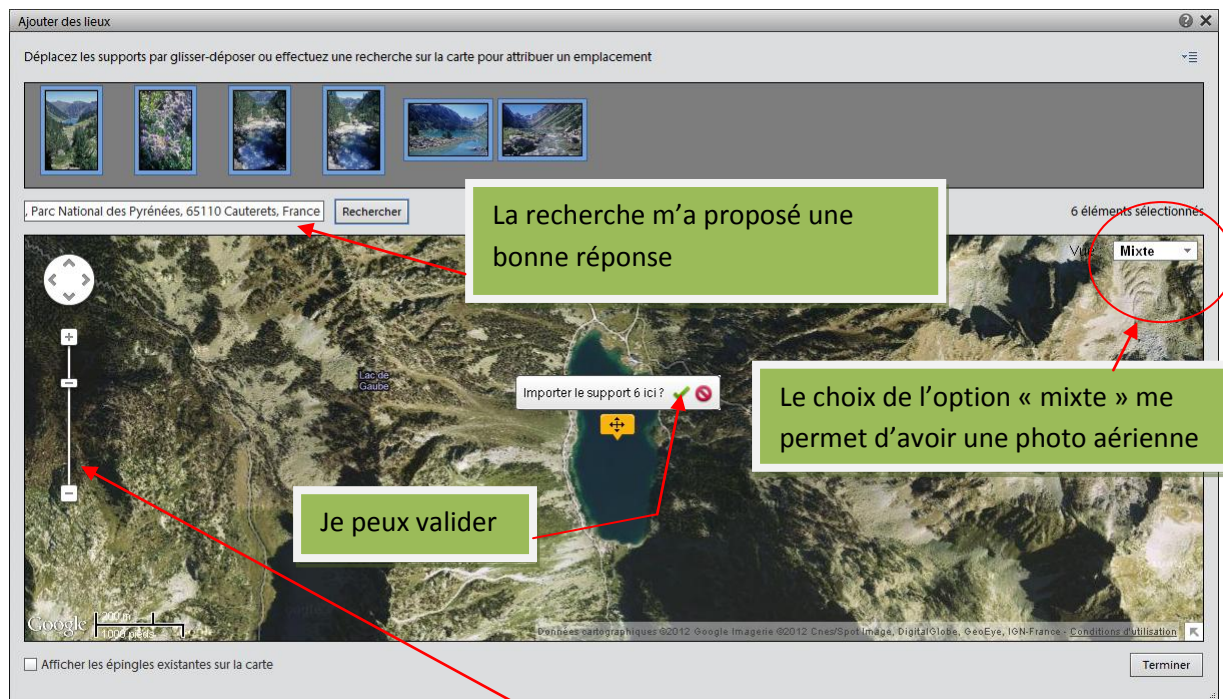 Ajouter des lieux
Déplacez les supports par glisser-déposer ou effectuez une recherche sur la carte pour attribuer un emplacement
, Parc National des Pyrénées, 65110 Cauterets, France
Rechercher
6 éléments sélectionnés
La recherche m’a proposé une
bonne réponse
Vue
Mixte
Lac de
Gaube
Importer le support 6 ici ?
Le choix de l’option « mixte » me
permet d’avoir une photo aérienne
Je peux valider
Google
200 m
1000 pieds
Données cartographiques ©2012 Google Imagerie ©2012 Cnes/Spot Image, DigitalGlobe, GeoEye, IGN-France - Conditions d'utilisation
Afficher les épingles existantes sur la carte
Terminer